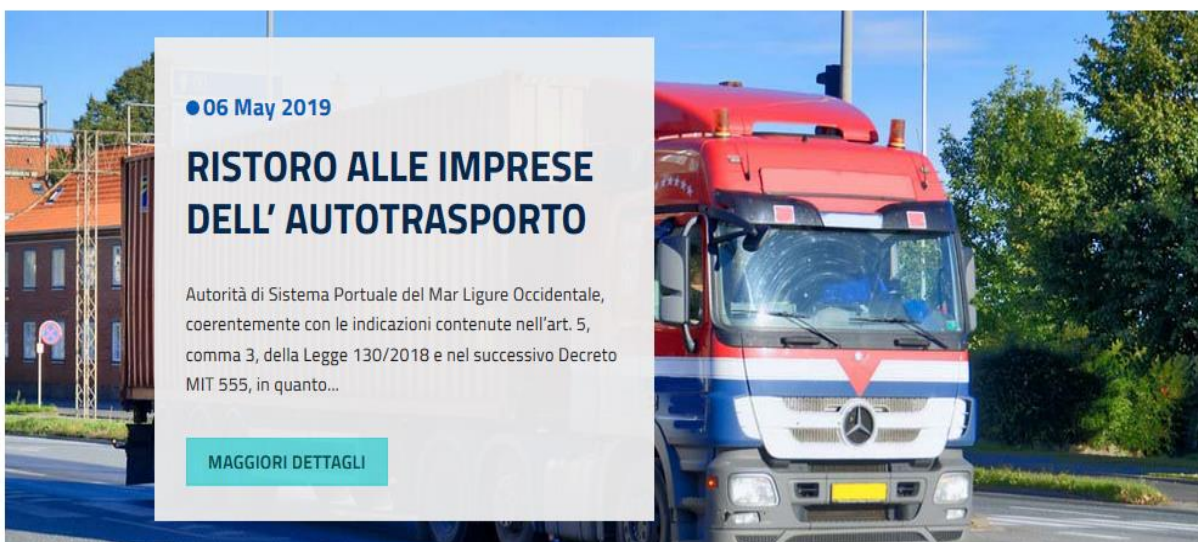 06 May 2019
RISTORO ALLE IMPRESE
DELL’ AUTOTRASPORTO
Autorità di Sistema Portuale del Mar Ligure Occidentale,
coerentemente con le indicazioni contenute nell’art. 5,
comma 3, della Legge 130/2018 e nel successivo Decreto
MIT 555, in quanto...
MAGGIORI DETTAGLI